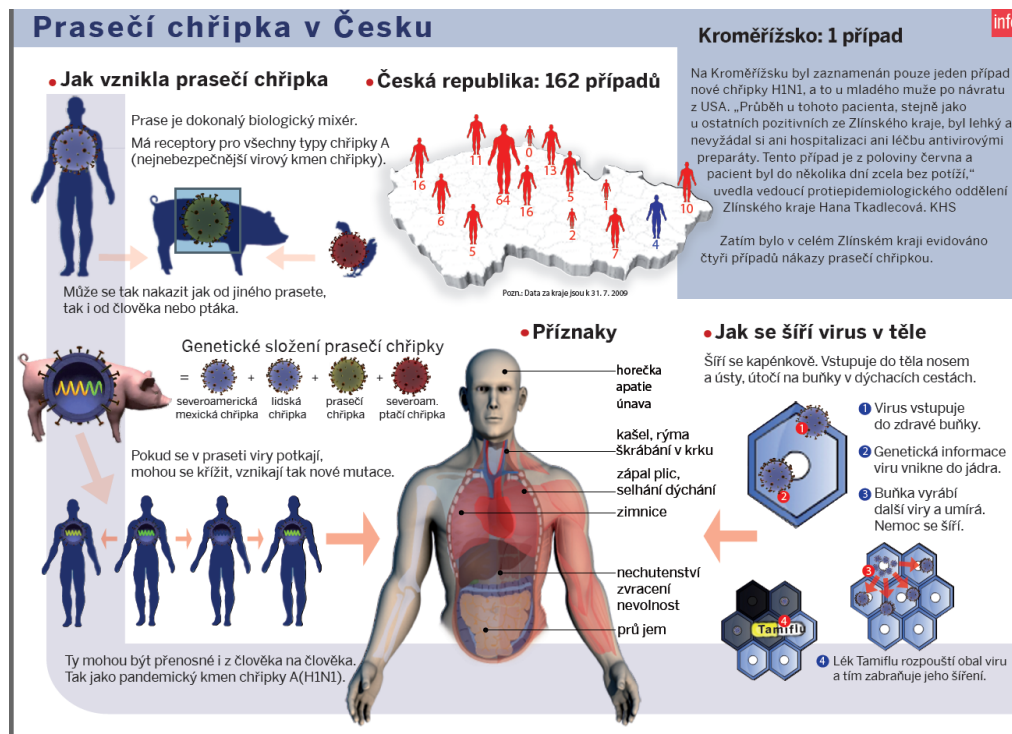 Prasečí chřipka v Česku
info
• Jak vznikla prasečí chřipka
Prase je dokonalý biologický mixér.
Má receptory pro všechny typy chřipky A
(nejnebezpečnější virový kmen chřipky).
Může se tak nakazit jak od jiného prasete,
tak i od člověka nebo ptáka.
Genetické složení prasečí chřipky
= + + +
severoamerická
mexická chřipka
lidská
chřipka
prasečí
chřipka
severoam.
ptačí chřipka
Pokud se v praseti viry potkají,
mohou se křížit, vznikají tak nové mutace.
Ty mohou být přenosné i z člověka na člověka.
Tak jako pandemický kmen chřipky A(H1N1).
• Česká republika: 162 případů
16
11
64
0
13
6
5
16
5
2
1
7
4
10
Pozn.: Data za kraje jsou k 31. 7. 2009
Kroměřížsko: 1 případ
Na Kroměřížsku byl zaznamenán pouze jeden případ
nové chřipky H1N1, a to u mladého muže po návratu
z USA. „Průběh u tohoto pacienta, stejně jako
u ostatních pozitivních ze Zlínského kraje, byl lehký a
nevyžádal si ani hospitalizaci ani léčbu antivirovými
preparáty. Tento případ je z poloviny června a
pacient byl do několika dní zcela bez potíží,“
uvedla vedoucí protiepidemiologického oddělení
Zlínského kraje Hana Tkadlecová. KHS
Zatím bylo v celém Zlínském kraji evidováno
čtyři případů nákazy prasečí chřipkou.
• Příznaky
horečka
apatie
únava
kašel, rýma
škrábání v krku
zápal plic,
selhání dýchání
zimnice
nechutenství
zvracení
nevolnost
prů jem
• Jak se šíří virus v těle
Šíří se kapénkově. Vstupuje do těla nosem
a ústy, útočí na buňky v dýchacích cestách.
1
2
1 Virus vstupuje
do zdravé buňky.
2 Genetická informace
viru vnikne do jádra.
3 Buňka vyrábí
další viry a umírá.
Nemoc se šíří.
3
4
Tamiflu
4 Lék Tamiflu rozpouští obal viru
a tím zabraňuje jeho šíření.